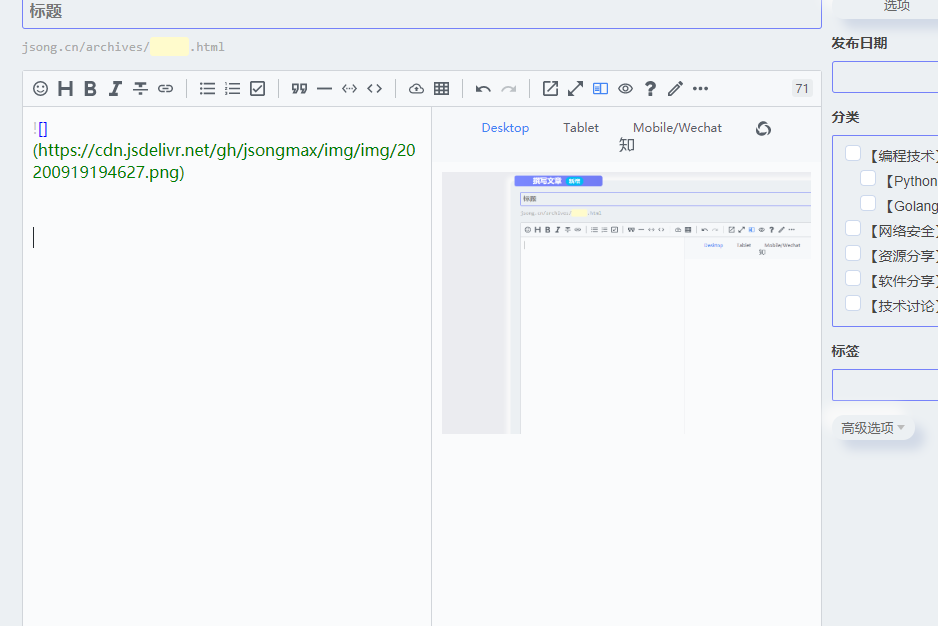 标题
选项
jsong.cn/archives/ .html
发布日期
71
分类
![]
(https://cdn.jsdelivr.net/gh/jsongmax/img/img/20
200919194627.png)
Desktop Tablet Mobile/Wechat
知
【编程技术】
【Python
【Golang
【网络安全】
【资源分享】
【软件分享】
【技术讨论】
标签
高级选项
撰写文章 新增
标题
jsong.cn/archives/ .html
Desktop Tablet Mobile/Wechat
知